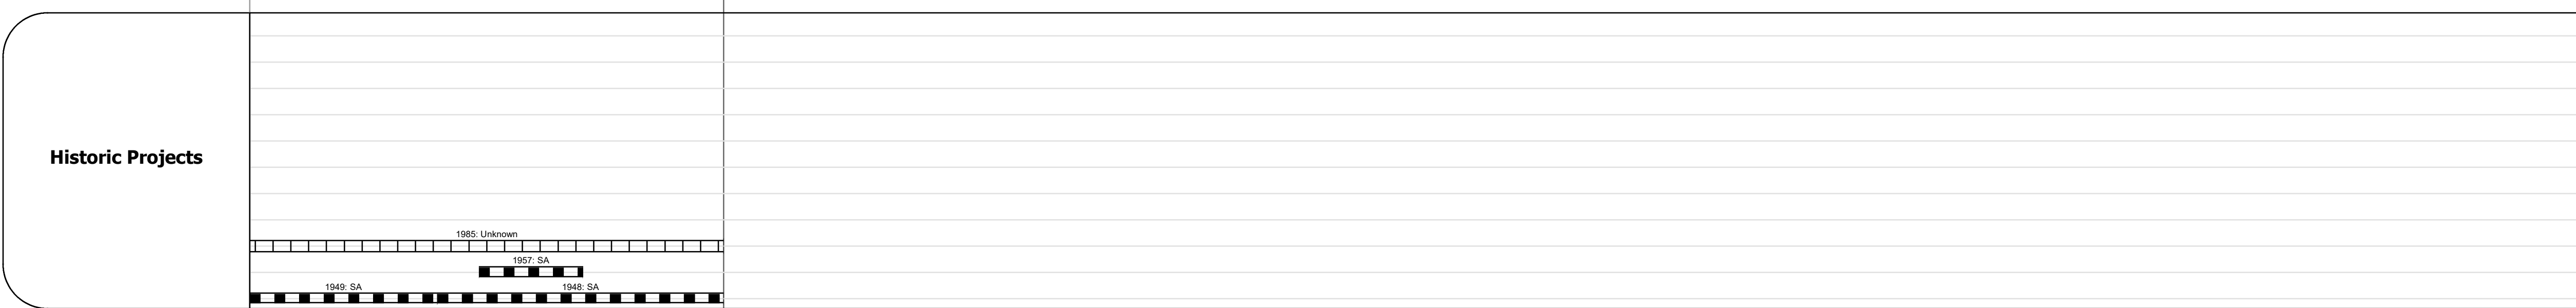 Historic Projects
1985: Unknown
1957: SA
1949: SA
1948: SA